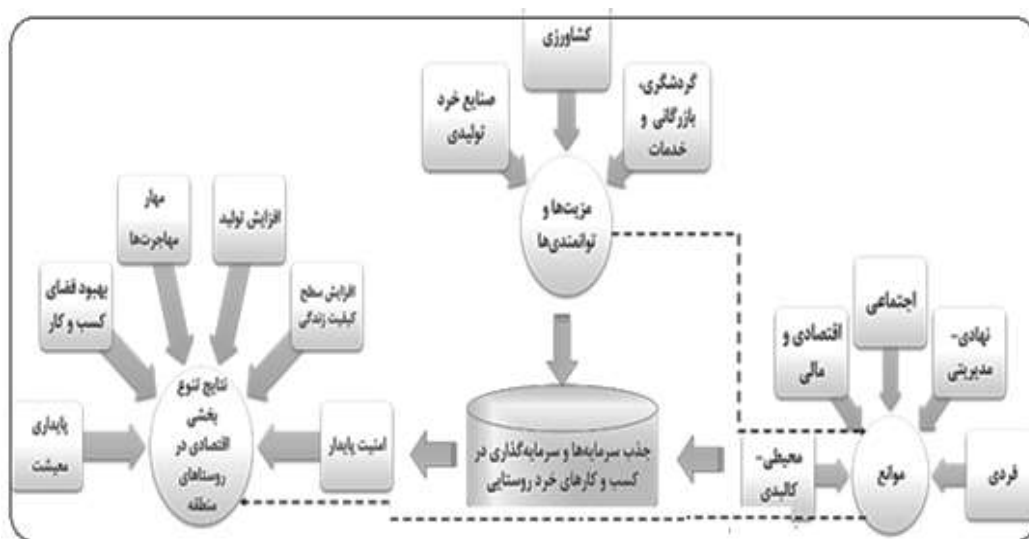 کشاورزی
صنایع خرد
تولیدی
گردشگری،
بازرگانی و
خدمات
مزیت‌ها و
توانمندی‌ها
مهار
مهاجرت‌ها
افزایش تولید
بهبود فضای
کسب و کار
افزایش سطح
کیفیت زندگی
پایداری
معیشت
نتایج تنوع
بخشی
اقتصادی در
روستاهای
منطقه
امنیت پایدار
جذب سرمایه‌ها و سرمایه‌گذاری در
کسب و کارهای خرد روستایی
اجتماعی
اقتصادی و
مالی
نهادی-
مدیریتی
محیطی-
کالبدی
موانع
فردی